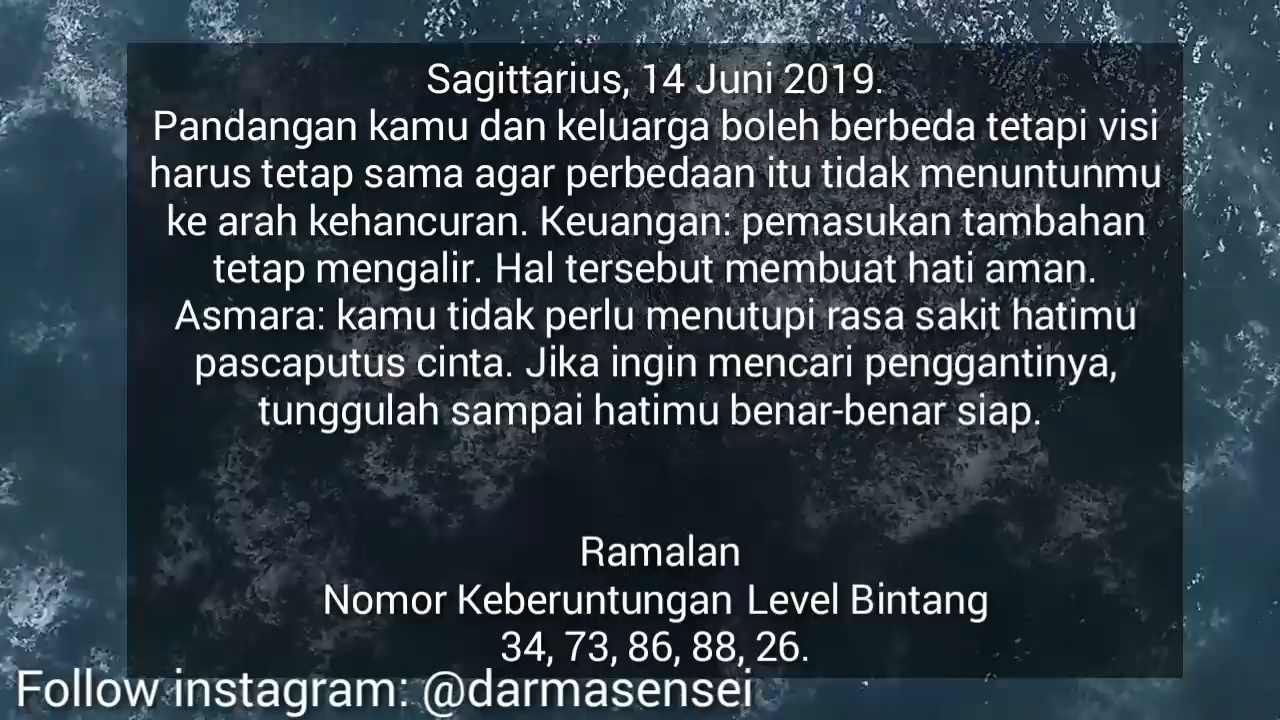 Sagittarius, 14 Juni 2019.
Pandangan kamu dan keluarga boleh berbeda tetapi visi
harus tetap sama agar perbedaan itu tidak menuntunmu
ke arah kehancuran. Keuangan: pemasukan tambahan
tetap mengalir. Hal tersebut membuat hati aman.
Asmara: kamu tidak perlu menutupi rasa sakit hatimu
pascaputus cinta. Jika ingin mencari penggantinya,
tunggulah sampai hatimu benar-benar siap.
Ramalan
Nomor Keberuntungan Level Bintang
34, 73, 86, 88, 26.
Follow instagram: @darmasensei